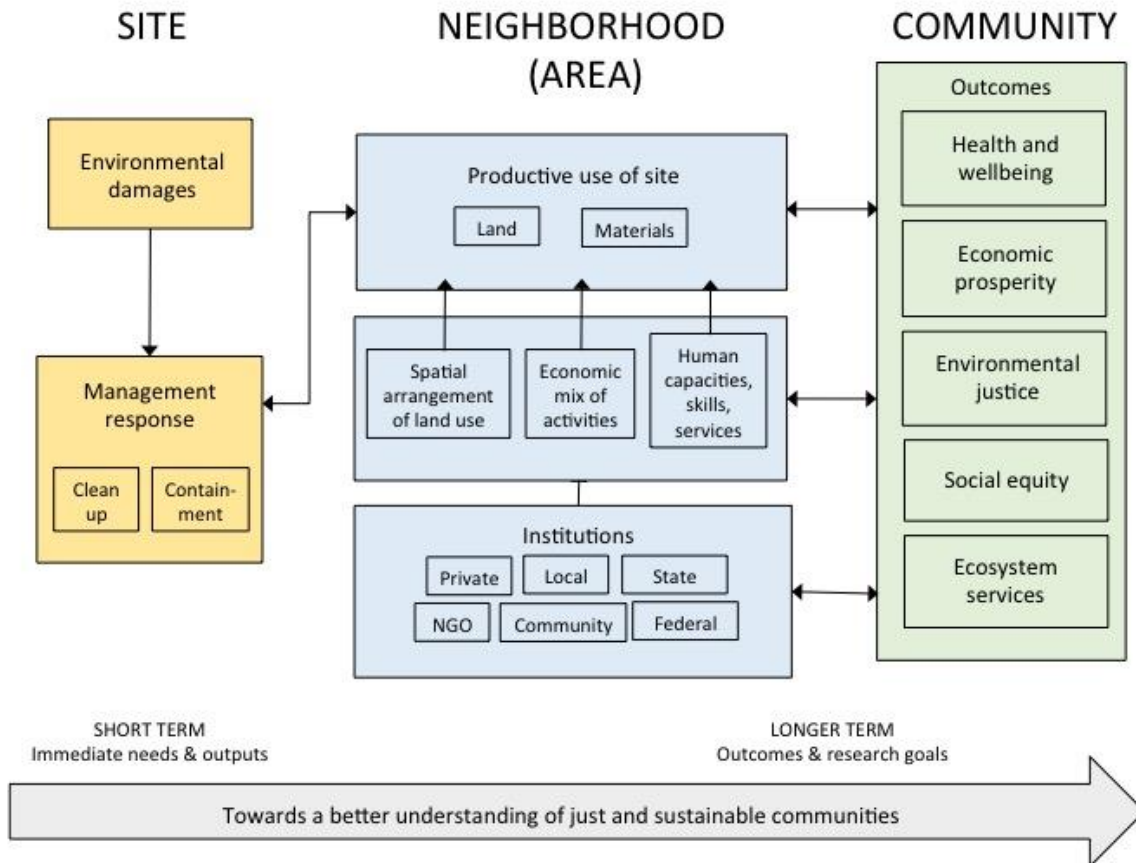 SITE
NEIGHBORHOOD
(AREA)
COMMUNITY
Environmental
damages
Management
response
Clean
up
Contain-
ment
Productive use of site
Land
Materials
Spatial
arrangement
of land use
Economic
mix of
activities
Human
capacities,
skills,
services
Institutions
Private
Local
State
NGO
Community
Federal
Outcomes
Health and
wellbeing
Economic
prosperity
Environmental
justice
Social equity
Ecosystem
services
SHORT TERM
Immediate needs & outputs
LONGER TERM
Outcomes & research goals
Towards a better understanding of just and sustainable communities